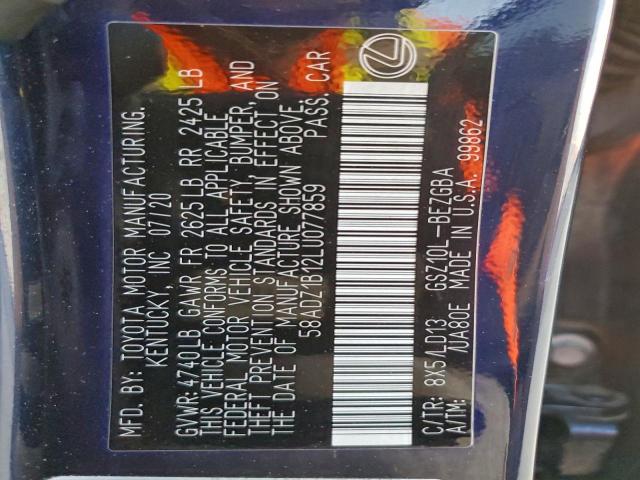 MFD. BY: TOYOTA MOTOR MANUFACTURING.
KENTUCKY, INC 07/20
GVWR: 4740LB GAWR FR 2625 LB RR 2425 LB
THIS VEHICLE CONFORMS TO ALL APPLICABLE
FEDERAL MOTOR VEHICLE SAFETY, BUMPER, AND
THEFT PREVENTION STANDARDS IN EFFECT ON
THE DATE OF MANUFACTURE SHOWN ABOVE.
58ADZ1B12LU077859 PASS. CAR
C/TR: 8X5/LD13 GSZ10L-BEZGBA
A/TM: /UA80E MADE IN U.S.A. 99862